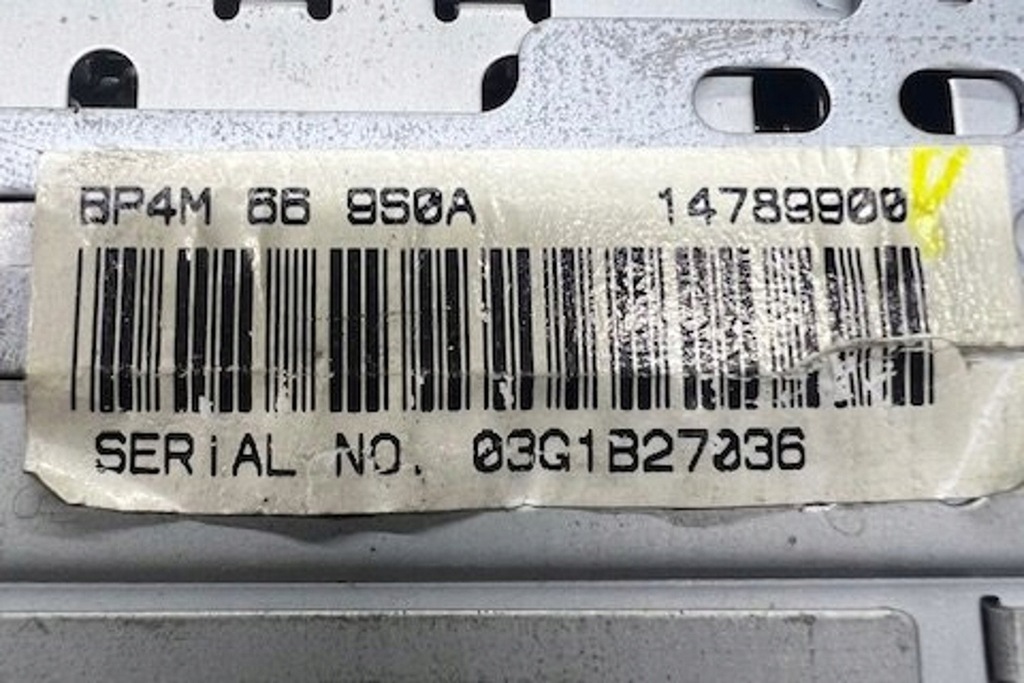 BP4M 66 9S0A 14789900
SERiAL NO. 03G1B27036